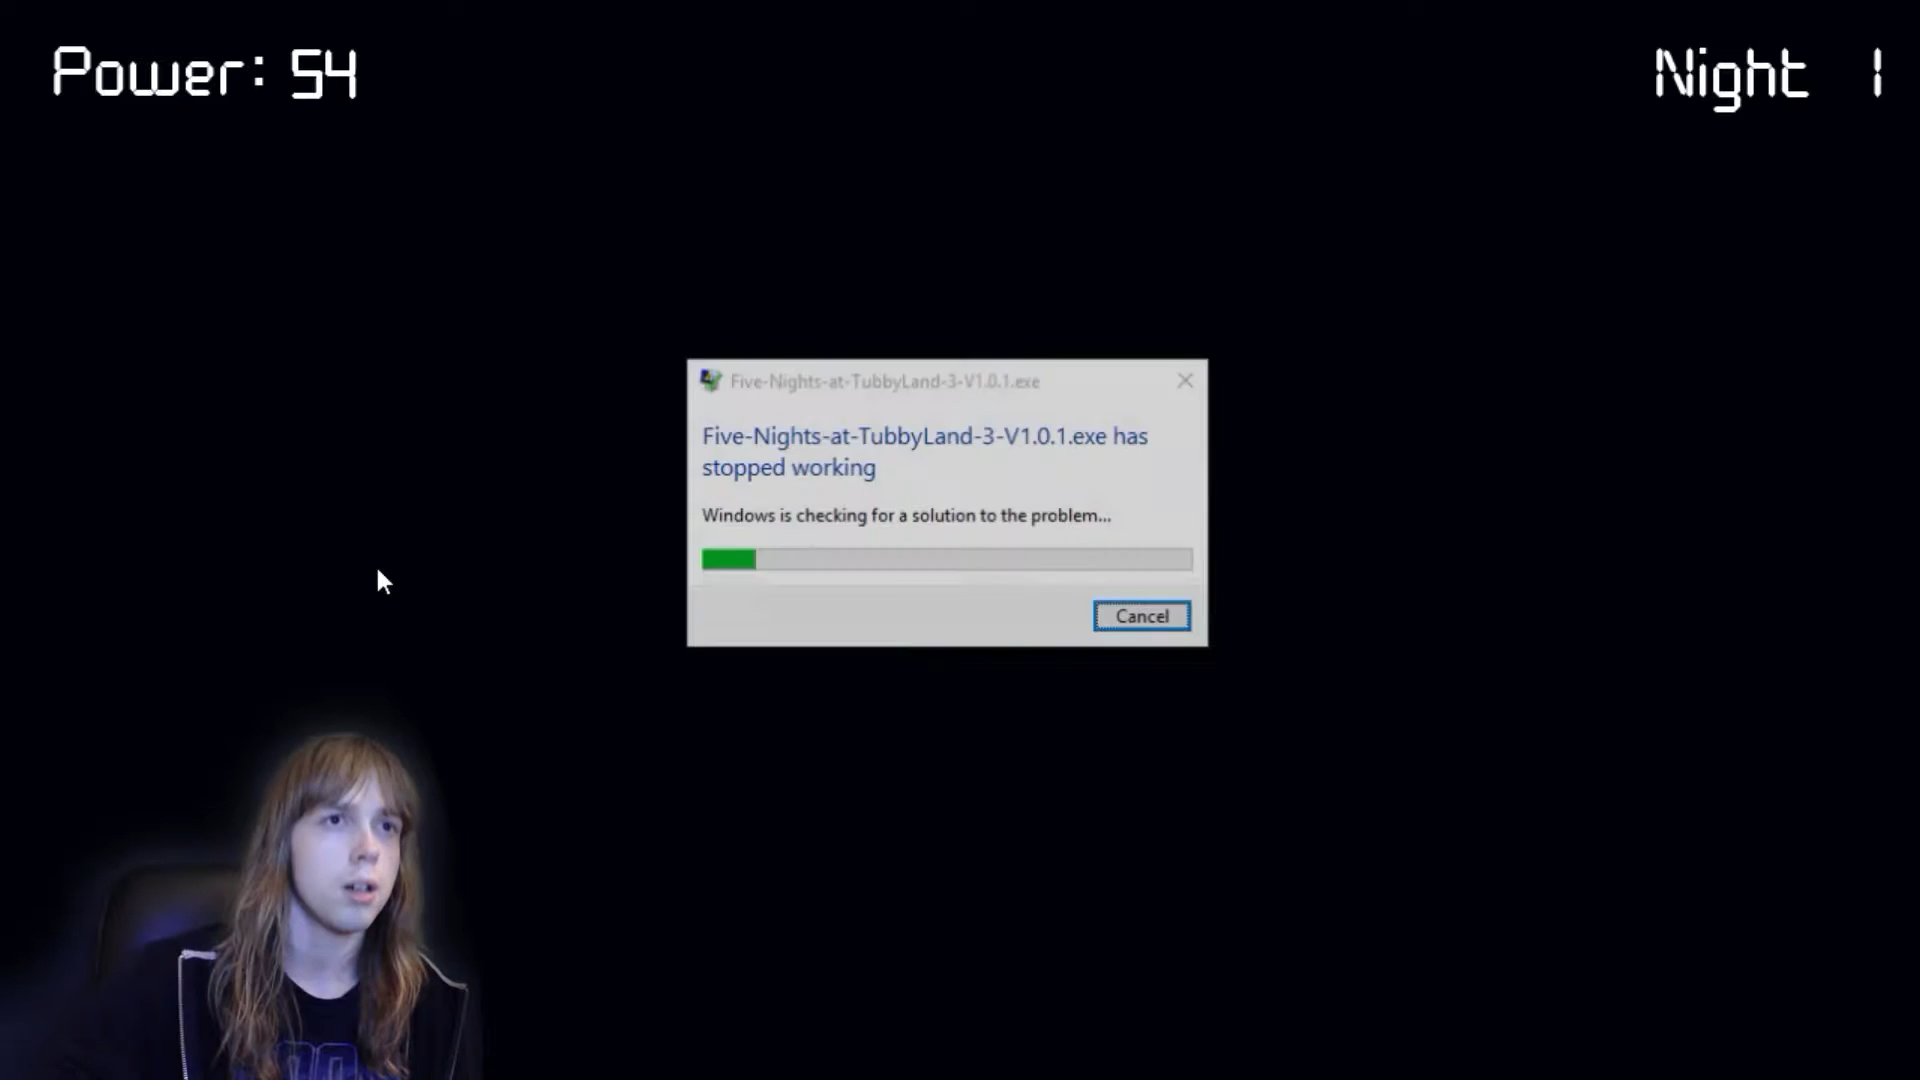 Power: 54
Night 1
Five-Nights-at-TubbyLand-3-V1.0.1.exe
Five-Nights-at-TubbyLand-3-V1.0.1.exe has
stopped working
Windows is checking for a solution to the problem...
Cancel